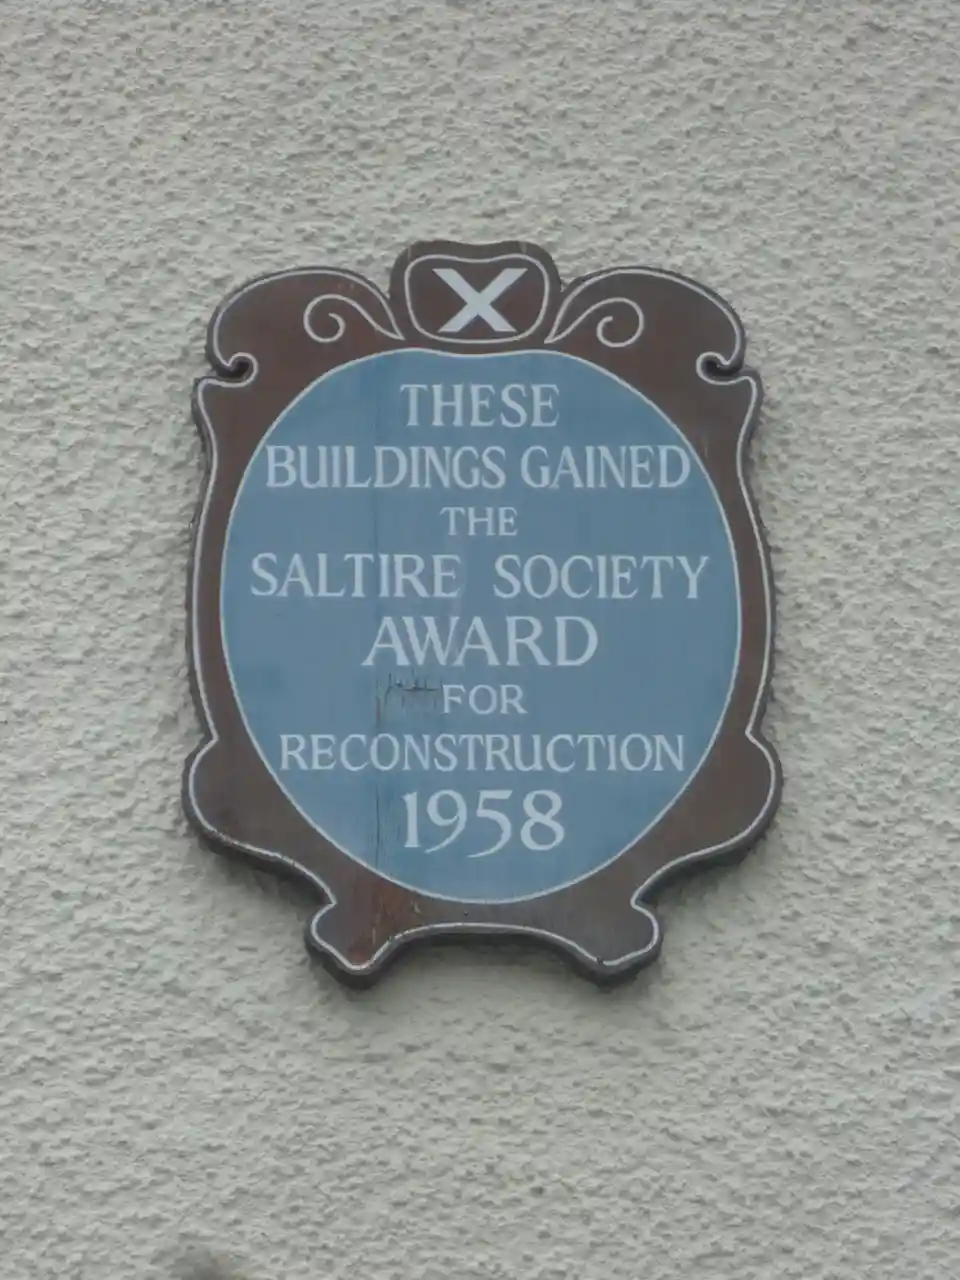 THESE
BUILDINGS GAINED
THE
SALTIRE SOCIETY
AWARD
FOR
RECONSTRUCTION
1958